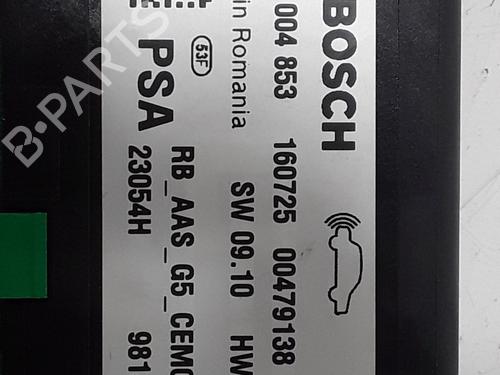 BOSCH
004 853 160725 00479138
in Romania SW 09.10 HW
53F
PSA RB_AAS_G5_CEMO
23054H 981
B-PARTS